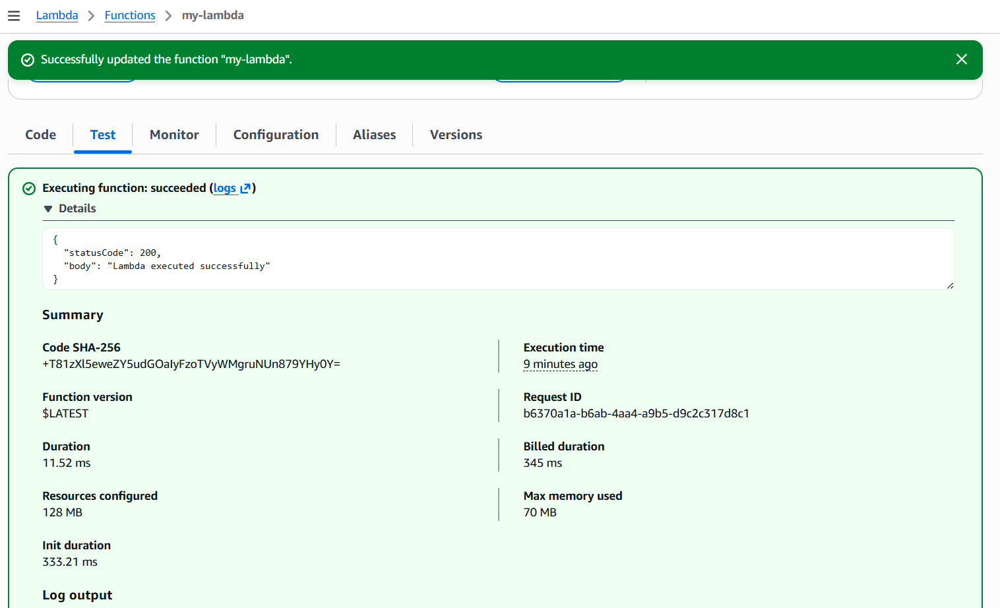 Lambda > Functions > my-lambda
Successfully updated the function "my-lambda".
Code Test Monitor Configuration Aliases Versions
Executing function: succeeded (logs)
Details
{
  "statusCode": 200,
  "body": "Lambda executed successfully"
}
Summary
Code SHA-256
+T81zXl5eweZY5udGOaIyFzoTVyWMgruNUn879YHy0Y=
Execution time
9 minutes ago
Function version
$LATEST
Request ID
b6370a1a-b6ab-4aa4-a9b5-d9c2c317d8c1
Duration
11.52 ms
Billed duration
345 ms
Resources configured
128 MB
Max memory used
70 MB
Init duration
333.21 ms
Log output